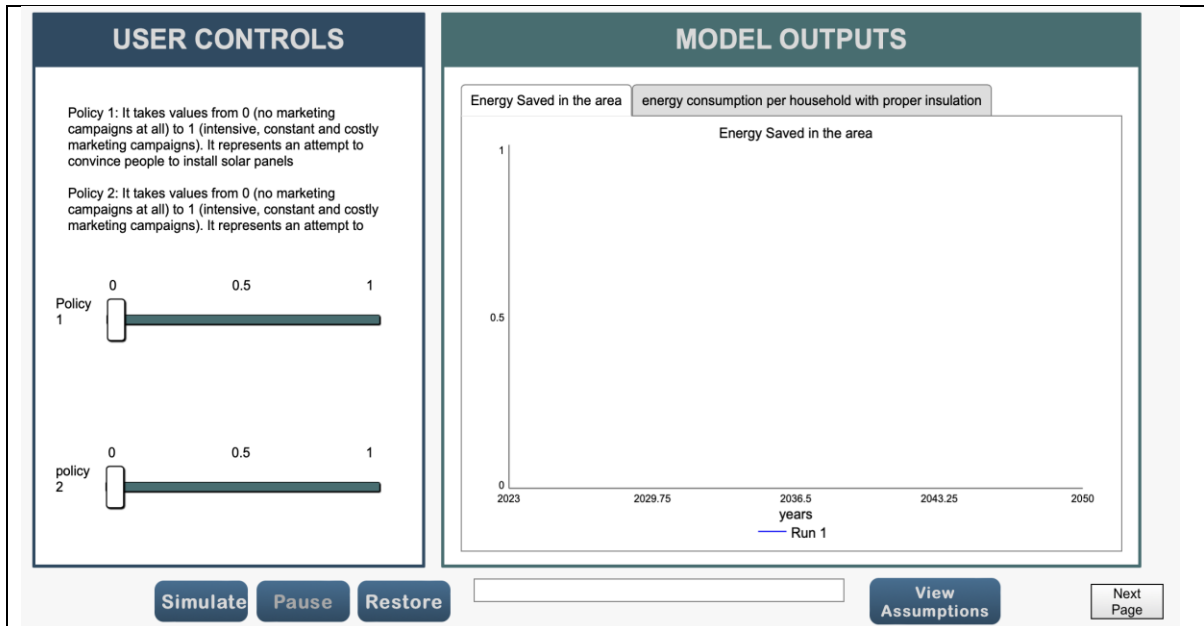 USER CONTROLS
Policy 1: It takes values from 0 (no marketing
campaigns at all) to 1 (intensive, constant and costly
marketing campaigns). It represents an attempt to
convince people to install solar panels
Policy 2: It takes values from 0 (no marketing
campaigns at all) to 1 (intensive, constant and costly
marketing campaigns). It represents an attempt to
0 0.5 1
Policy
1
0 0.5 1
policy
2
MODEL OUTPUTS
Energy Saved in the area energy consumption per household with proper insulation
Energy Saved in the area
1
0.5
0
2023 2029.75 2036.5 2043.25 2050
years
Run 1
Simulate Pause Restore
View
Assumptions
Next
Page